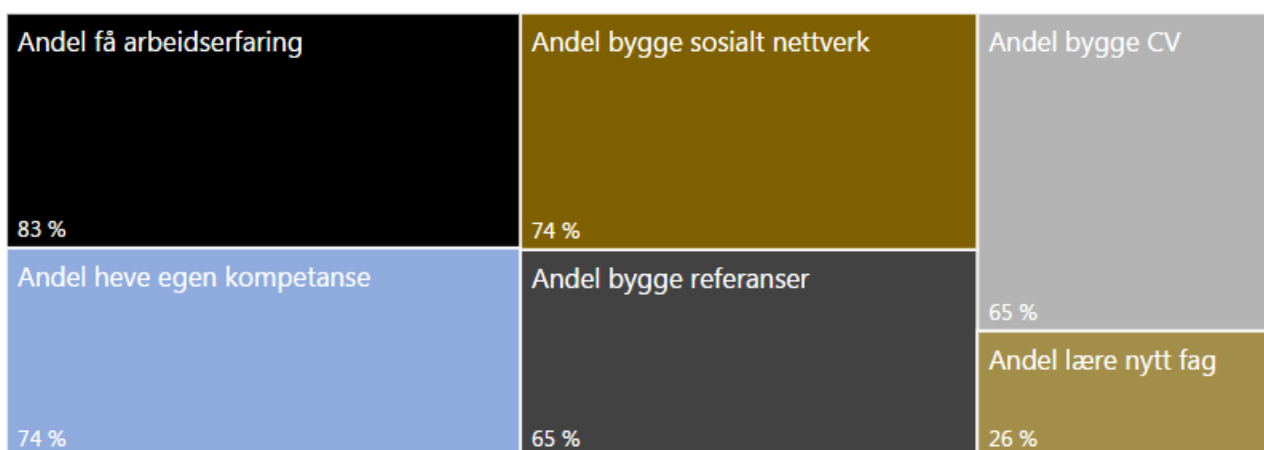 Andel få arbeidserfaring
83 %
Andel heve egen kompetanse
74 %
Andel bygge sosialt nettverk
74 %
Andel bygge referanser
65 %
Andel bygge CV
65 %
Andel lære nytt fag
26 %